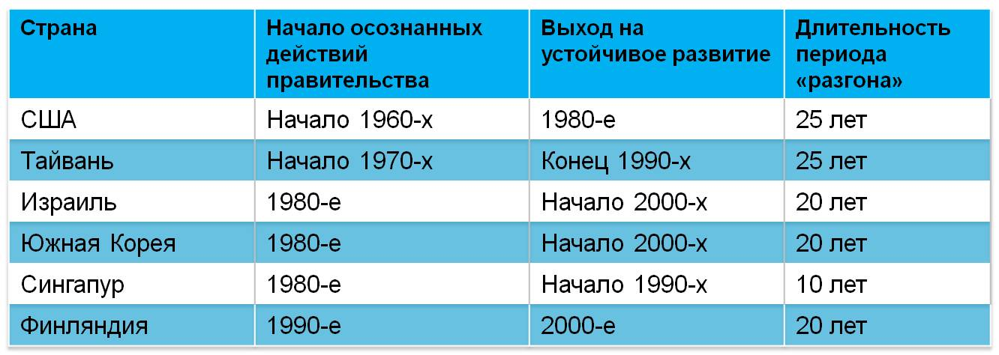 Страна Начало осознанных Выход на Длительность
действий устойчивое развитие периода
правительства «разгона»
США Начало 1960-х 1980-е 25 лет
Тайвань Начало 1970-х Конец 1990-х 25 лет
Израиль 1980-е Начало 2000-х 20 лет
Южная Корея 1980-е Начало 2000-х 20 лет
Сингапур 1980-е Начало 1990-х 10 лет
Финляндия 1990-е 2000-е 20 лет